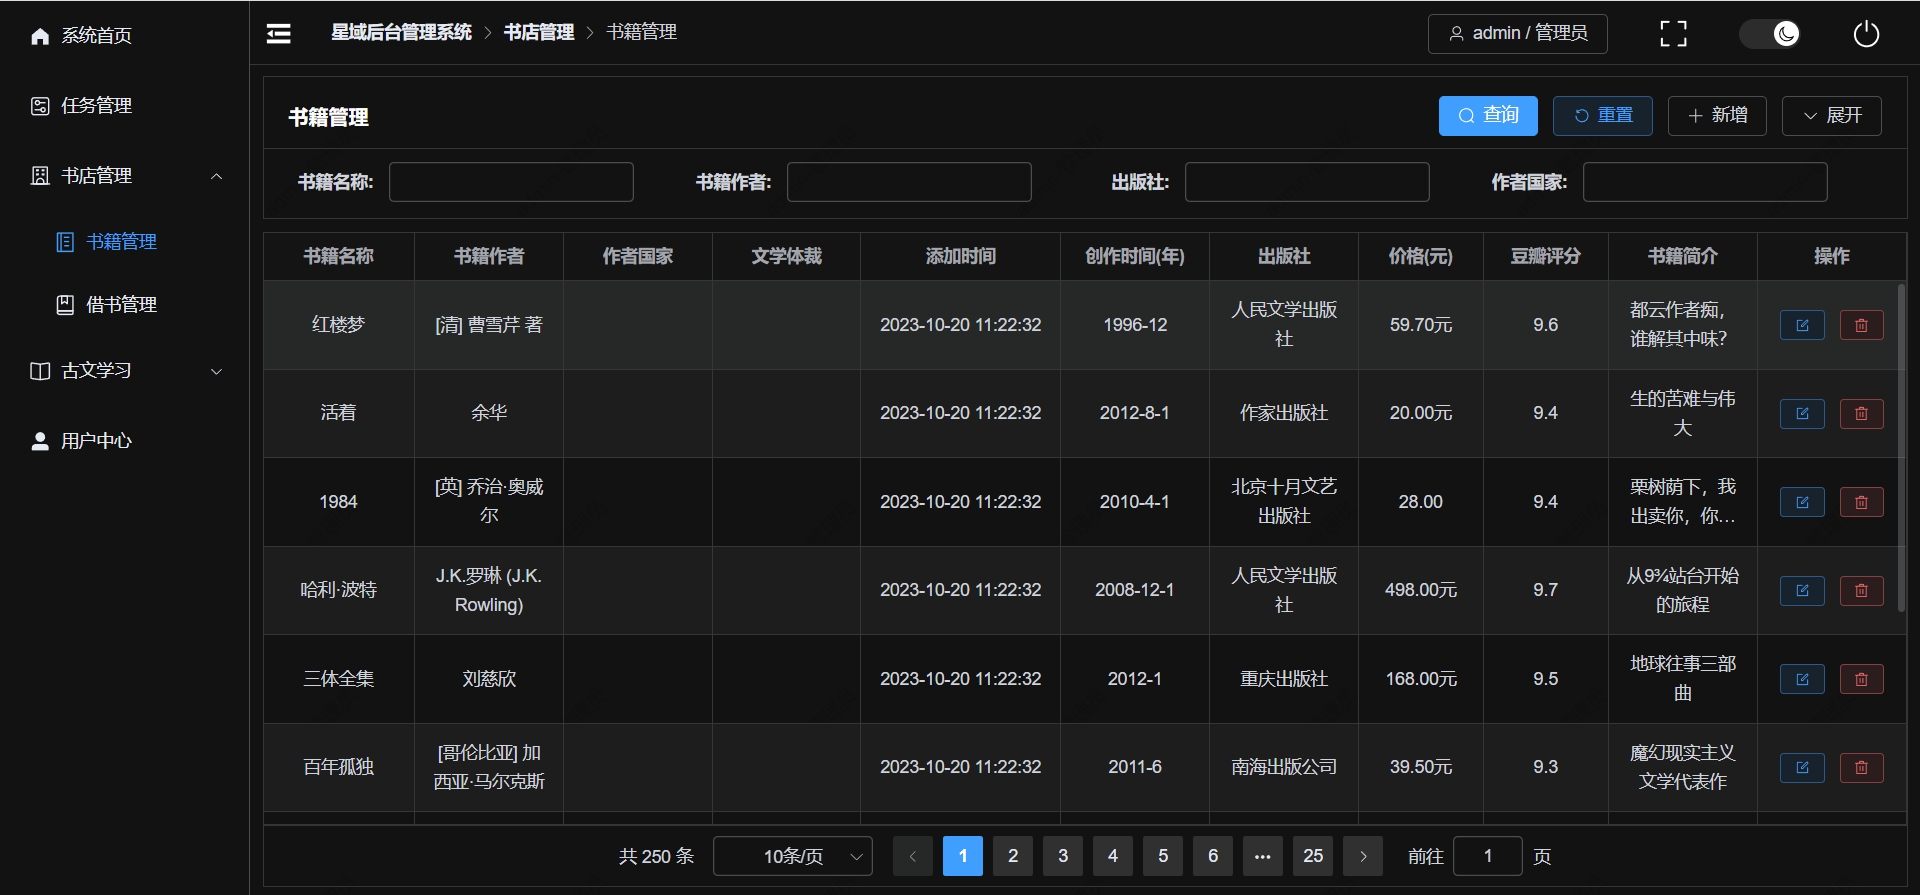 系统首页
任务管理
书店管理
书籍管理
借书管理
古文学习
用户中心
星域后台管理系统 > 书店管理 > 书籍管理
admin / 管理员
书籍管理
查询 重置 新增 展开
书籍名称: 书籍作者: 出版社: 作者国家:
书籍名称 书籍作者 作者国家 文学体裁 添加时间 创作时间(年) 出版社 价格(元) 豆瓣评分 书籍简介 操作
红楼梦 [清] 曹雪芹 著 2023-10-20 11:22:32 1996-12 人民文学出版社 59.70元 9.6 都云作者痴，谁解其中味？
活着 余华 2023-10-20 11:22:32 2012-8-1 作家出版社 20.00元 9.4 生的苦难与伟大
1984 [英] 乔治·奥威尔 2023-10-20 11:22:32 2010-4-1 北京十月文艺出版社 28.00 9.4 栗树荫下，我出卖你，你…
哈利·波特 J.K.罗琳 (J.K. Rowling) 2023-10-20 11:22:32 2008-12-1 人民文学出版社 498.00元 9.7 从9¾站台开始的旅程
三体全集 刘慈欣 2023-10-20 11:22:32 2012-1 重庆出版社 168.00元 9.5 地球往事三部曲
百年孤独 [哥伦比亚] 加西亚·马尔克斯 2023-10-20 11:22:32 2011-6 南海出版公司 39.50元 9.3 魔幻现实主义文学代表作
共 250 条 10条/页 1 2 3 4 5 6 ••• 25 前往 1 页